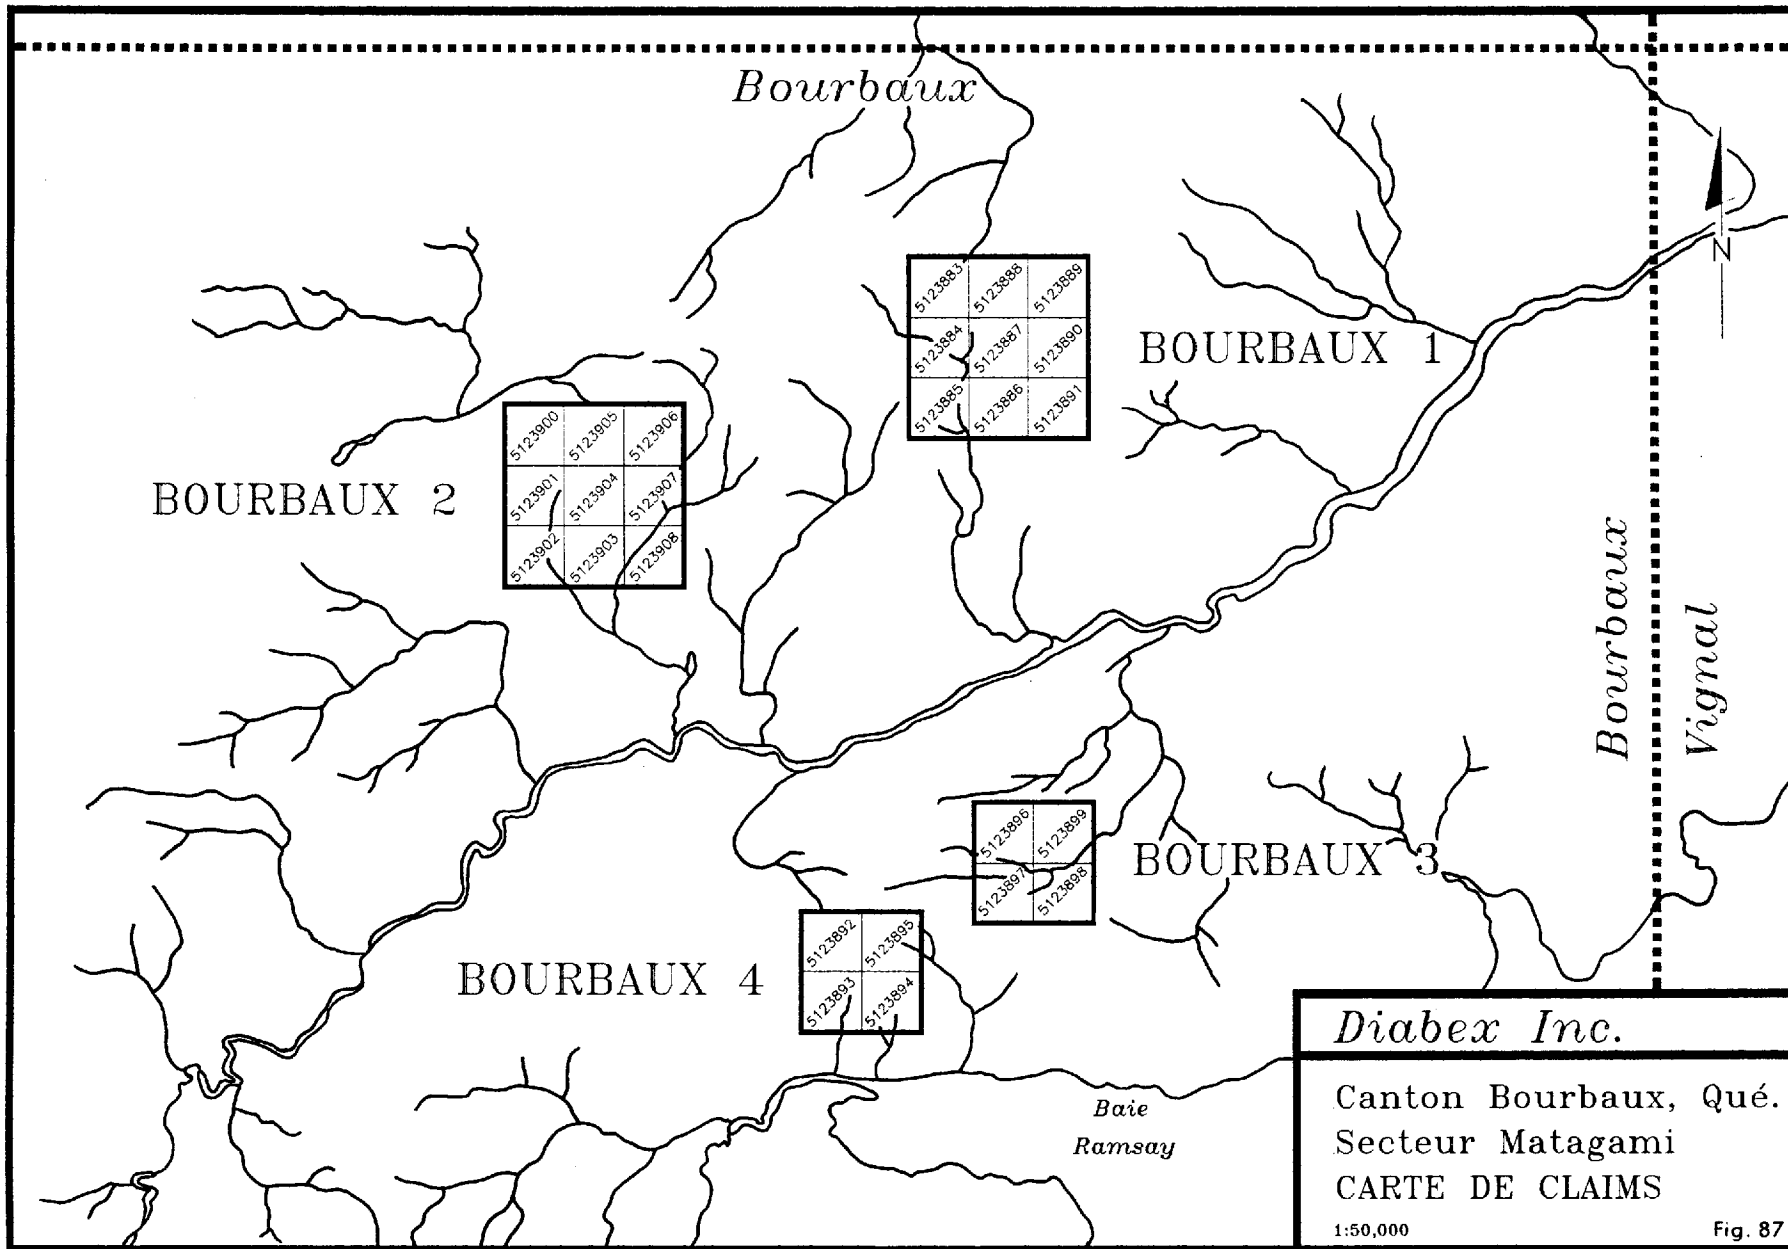 Bourbaux
N
5123883 5123888 5123889
5123884 5123887 5123890
5123885 5123886 5123891
BOURBAUX 1
5123900 5123905 5123906
5123901 5123904 5123907
5123902 5123903 5123908
BOURBAUX 2
Bourbaux
Vignal
5123896 5123899
5123897 5123898
BOURBAUX 3
5123892 5123895
5123893 5123894
BOURBAUX 4
Baie
Ramsay
Diabex Inc.
Canton Bourbaux, Qué.
Secteur Matagami
CARTE DE CLAIMS
1:50,000
Fig. 87